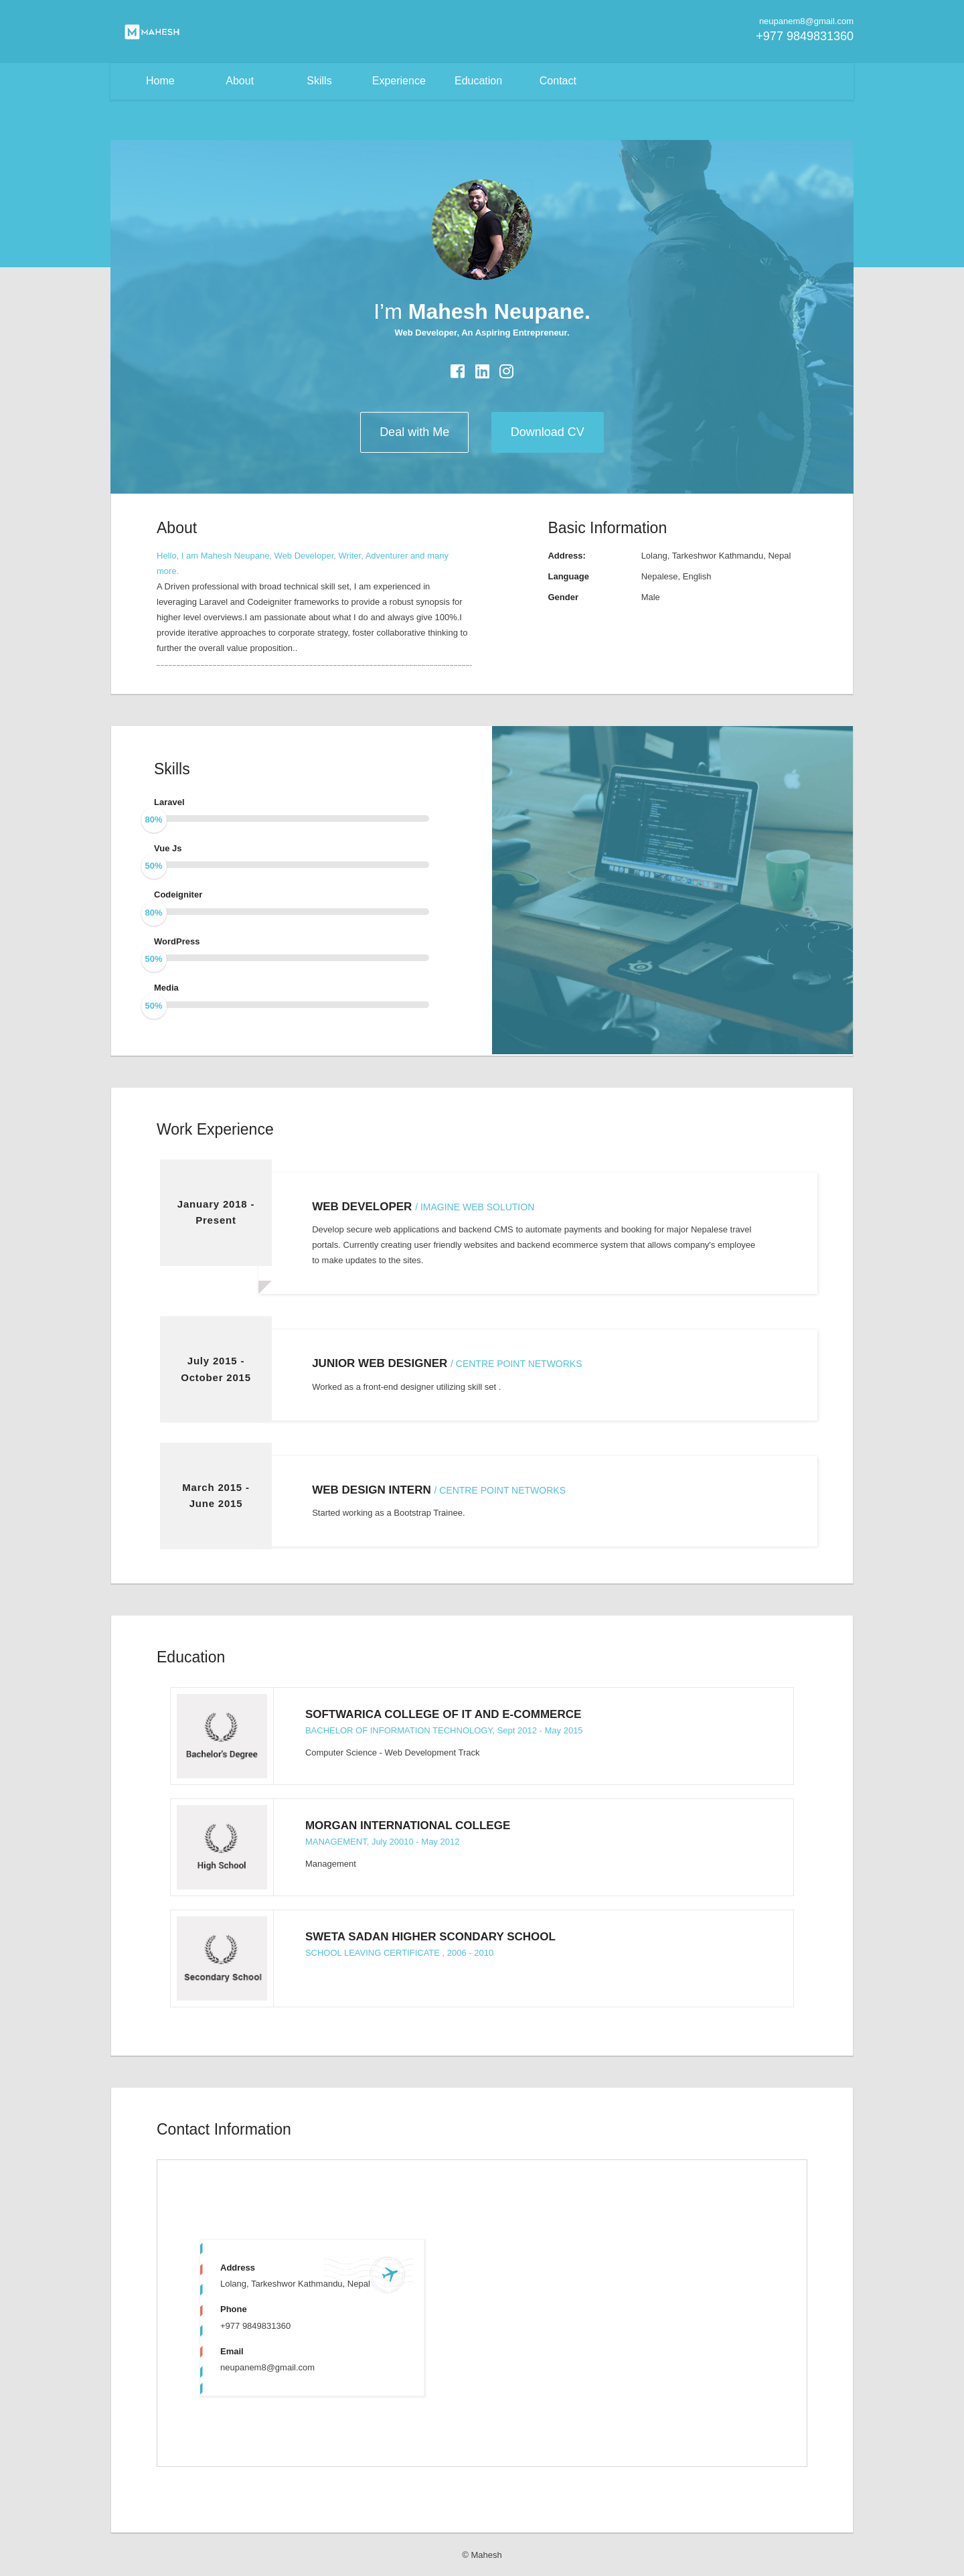 MAHESH
neupanem8@gmail.com
+977 9849831360
Home About Skills Experience Education Contact
I'm Mahesh Neupane.
Web Developer, An Aspiring Entrepreneur.
Deal with Me Download CV
About
Hello, I am Mahesh Neupane, Web Developer, Writer, Adventurer and many
more.
A Driven professional with broad technical skill set, I am experienced in
leveraging Laravel and Codeigniter frameworks to provide a robust synopsis for
higher level overviews.I am passionate about what I do and always give 100%.I
provide iterative approaches to corporate strategy, foster collaborative thinking to
further the overall value proposition..
Basic Information
Address: Lolang, Tarkeshwor Kathmandu, Nepal
Language Nepalese, English
Gender Male
Skills
Laravel
80%
Vue Js
50%
Codeigniter
80%
WordPress
50%
Media
50%
Work Experience
January 2018 -
Present
WEB DEVELOPER / IMAGINE WEB SOLUTION
Develop secure web applications and backend CMS to automate payments and booking for major Nepalese travel
portals. Currently creating user friendly websites and backend ecommerce system that allows company's employee
to make updates to the sites.
July 2015 -
October 2015
JUNIOR WEB DESIGNER / CENTRE POINT NETWORKS
Worked as a front-end designer utilizing skill set .
March 2015 -
June 2015
WEB DESIGN INTERN / CENTRE POINT NETWORKS
Started working as a Bootstrap Trainee.
Education
Bachelor's Degree
SOFTWARICA COLLEGE OF IT AND E-COMMERCE
BACHELOR OF INFORMATION TECHNOLOGY, Sept 2012 - May 2015
Computer Science - Web Development Track
High School
MORGAN INTERNATIONAL COLLEGE
MANAGEMENT, July 20010 - May 2012
Management
Secondary School
SWETA SADAN HIGHER SCONDARY SCHOOL
SCHOOL LEAVING CERTIFICATE , 2006 - 2010
Contact Information
Address
Lolang, Tarkeshwor Kathmandu, Nepal
Phone
+977 9849831360
Email
neupanem8@gmail.com
© Mahesh